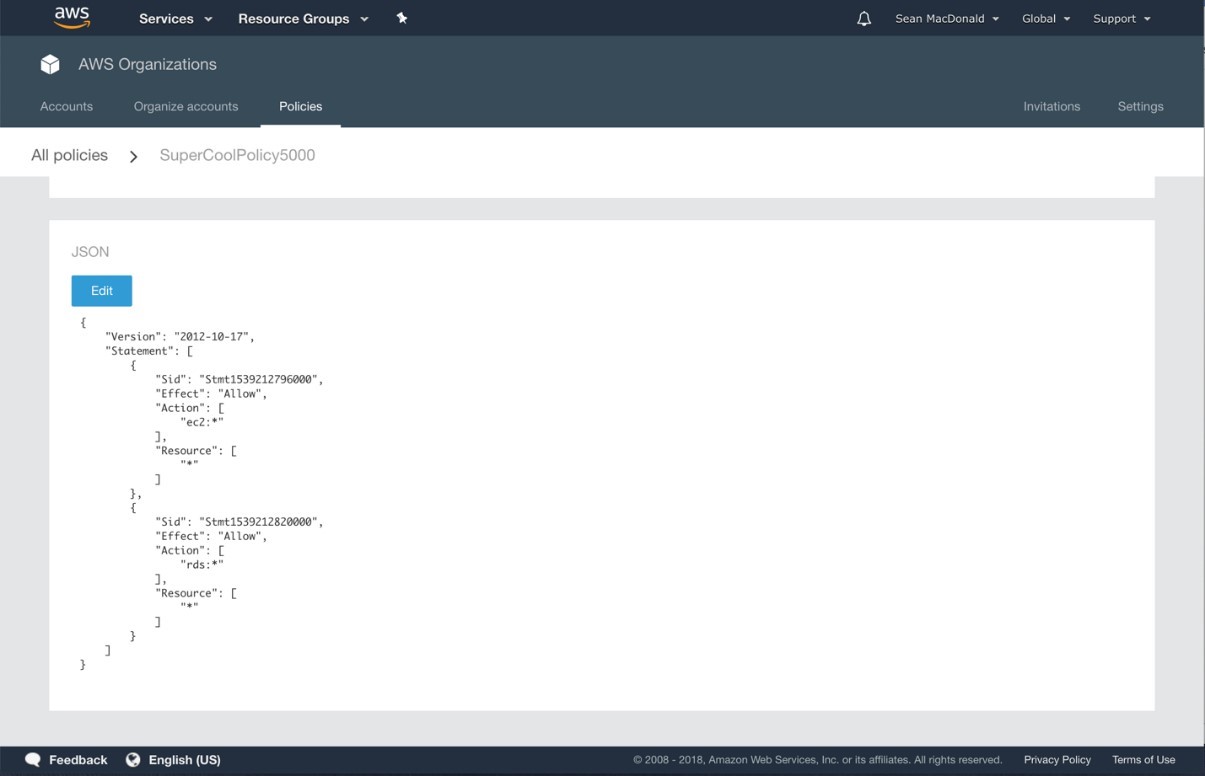 aws Services Resource Groups Sean MacDonald Global Support
AWS Organizations
Accounts Organize accounts Policies Invitations Settings
All policies > SuperCoolPolicy5000
JSON
Edit
{
    "Version": "2012-10-17",
    "Statement": [
        {
            "Sid": "Stmt1539212796000",
            "Effect": "Allow",
            "Action": [
                "ec2:*"
            ],
            "Resource": [
                "*"
            ]
        },
        {
            "Sid": "Stmt1539212820000",
            "Effect": "Allow",
            "Action": [
                "rds:*"
            ],
            "Resource": [
                "*"
            ]
        }
    ]
}
Feedback English (US) © 2008 - 2018, Amazon Web Services, Inc. or its affiliates. All rights reserved. Privacy Policy Terms of Use